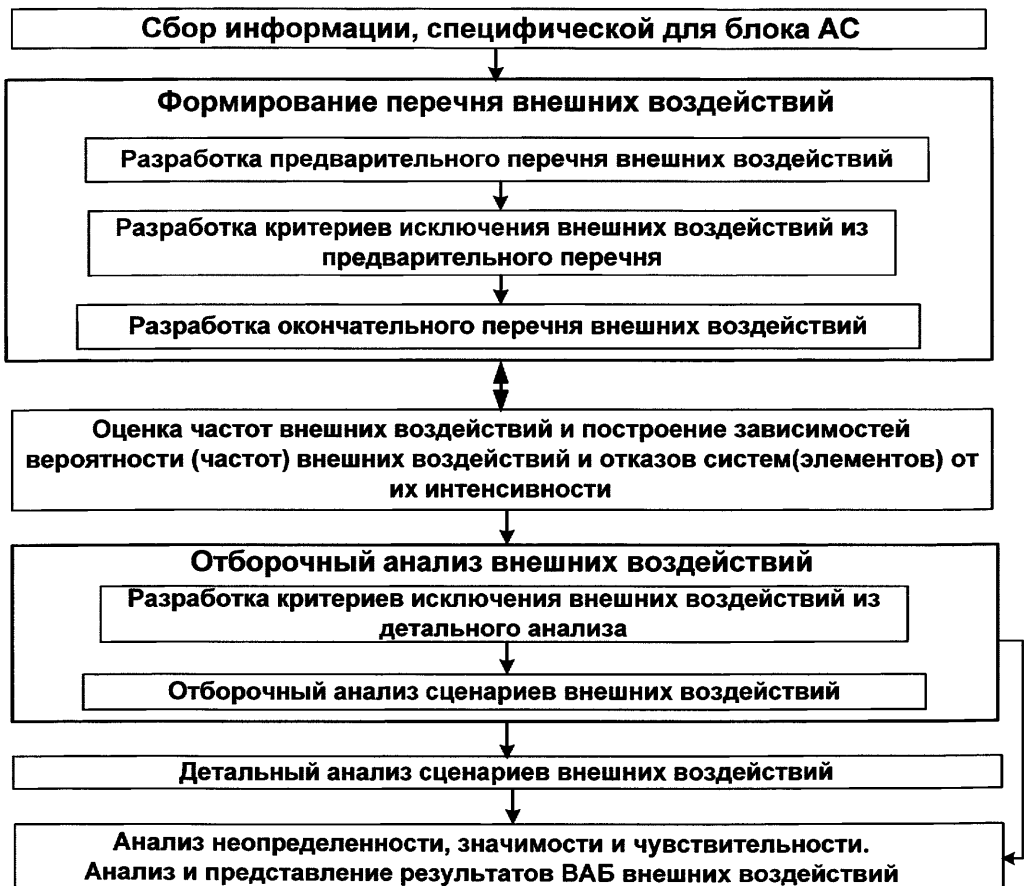 Сбор информации, специфической для блока АС
Формирование перечня внешних воздействий
Разработка предварительного перечня внешних воздействий
Разработка критериев исключения внешних воздействий из
предварительного перечня
Разработка окончательного перечня внешних воздействий
Оценка частот внешних воздействий и построение зависимостей
вероятности (частот) внешних воздействий и отказов систем(элементов) от
их интенсивности
Отборочный анализ внешних воздействий
Разработка критериев исключения внешних воздействий из
детального анализа
Отборочный анализ сценариев внешних воздействий
Детальный анализ сценариев внешних воздействий
Анализ неопределенности, значимости и чувствительности.
Анализ и представление результатов ВАБ внешних воздействий